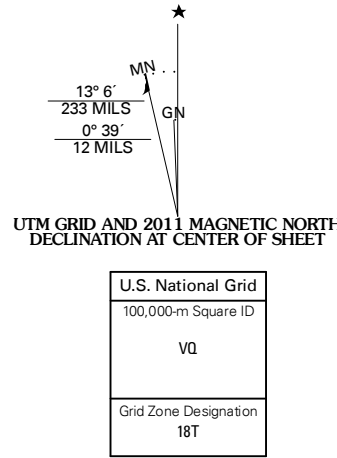 ★
MN
GN
13° 6´
233 MILS
0° 39´
12 MILS
UTM GRID AND 2011 MAGNETIC NORTH
DECLINATION AT CENTER OF SHEET
U.S. National Grid
100,000-m Square ID
VQ
Grid Zone Designation
18T